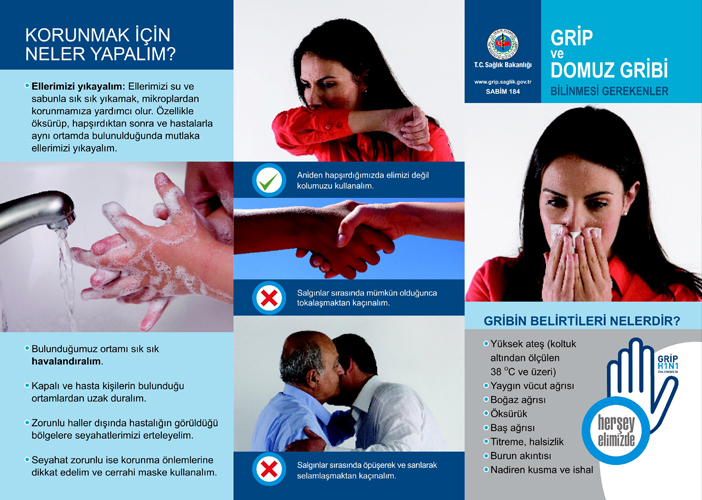 KORUNMAK İÇİN
NELER YAPALIM?
Ellerimizi yıkayalım: Ellerimizi su ve
sabunla sık sık yıkamak, mikroplardan
korunmamıza yardımcı olur. Özellikle
öksürüp, hapşırdıktan sonra ve hastalarla
aynı ortamda bulunulduğunda mutlaka
ellerimizi yıkayalım.
Bulunduğumuz ortamı sık sık
havalandıralım.
Kapalı ve hasta kişilerin bulunduğu
ortamlardan uzak duralım.
Zorunlu haller dışında hastalığın görüldüğü
bölgelere seyahatlerimizi erteleyelim.
Seyahat zorunlu ise korunma önlemlerine
dikkat edelim ve cerrahi maske kullanalım.
Aniden hapşırdığımızda elimizi değil
kolumuzu kullanalım.
Salgınlar sırasında mümkün olduğunca
tokalaşmaktan kaçınalım.
Salgınlar sırasında öpüşerek ve sarılarak
selamlaşmaktan kaçınalım.
T.C. Sağlık Bakanlığı
www.grip.saglik.gov.tr
SABİM 184
GRİP
ve
DOMUZ GRİBİ
BİLİNMESİ GEREKENLER
GRİBİN BELİRTİLERİ NELERDİR?
Yüksek ateş (koltuk
altından ölçülen
38 °C ve üzeri)
Yaygın vücut ağrısı
Boğaz ağrısı
Öksürük
Baş ağrısı
Titreme, halsizlik
Burun akıntısı
Nadiren kusma ve ishal
GRİP
H1N1
herşey
elimizde